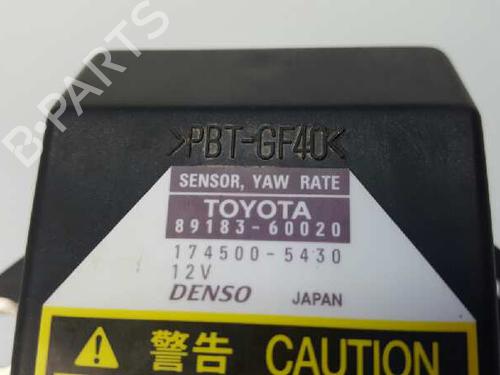 >PBT-GF40<
SENSOR, YAW RATE
TOYOTA
89183-60020
174500-5430
12V
DENSO JAPAN
警告 CAUTION
B-PARTS